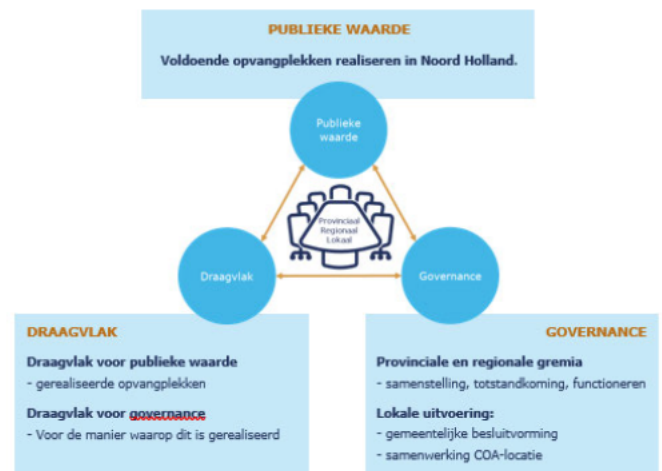 PUBLIEKE WAARDE
Voldoende opvangplekken realiseren in Noord Holland.
Publieke
waarde
Provinciaal
Regionaal
Lokaal
Draagvlak
Governance
DRAAGVLAK
Draagvlak voor publieke waarde
- gerealiseerde opvangplekken
Draagvlak voor governance
- Voor de manier waarop dit is gerealiseerd
GOVERNANCE
Provinciale en regionale gremia
- samenstelling, totstandkoming, functioneren
Lokale uitvoering:
- gemeentelijke besluitvorming
- samenwerking COA-locatie